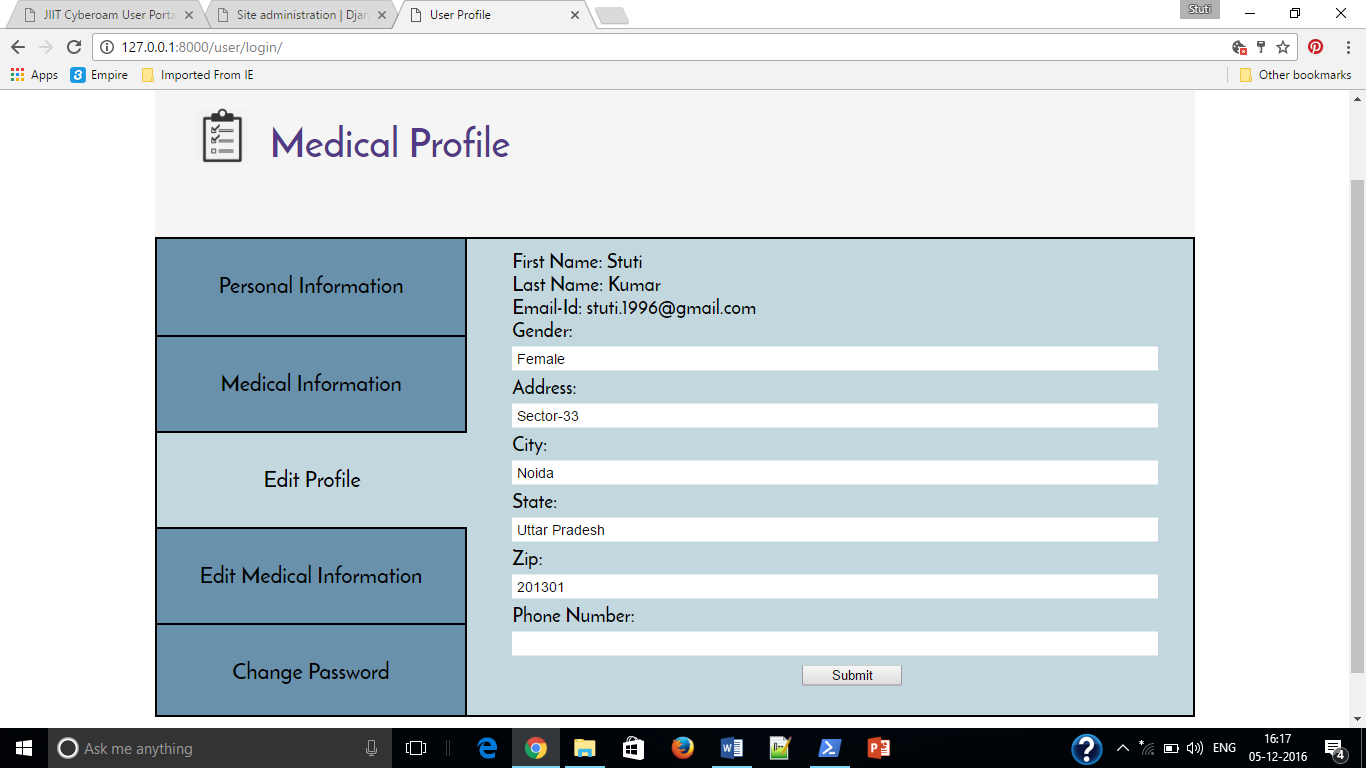 JIIT Cyberoam User Porta
Site administration | Djan
User Profile
Stuti
127.0.0.1:8000/user/login/
Apps
Empire
Imported From IE
Other bookmarks
Medical Profile
Personal Information
Medical Information
Edit Profile
Edit Medical Information
Change Password
First Name: Stuti
Last Name: Kumar
Email-Id: stuti.1996@gmail.com
Gender:
Female
Address:
Sector-33
City:
Noida
State:
Uttar Pradesh
Zip:
201301
Phone Number:
Submit
Ask me anything
ENG
16:17
05-12-2016
4